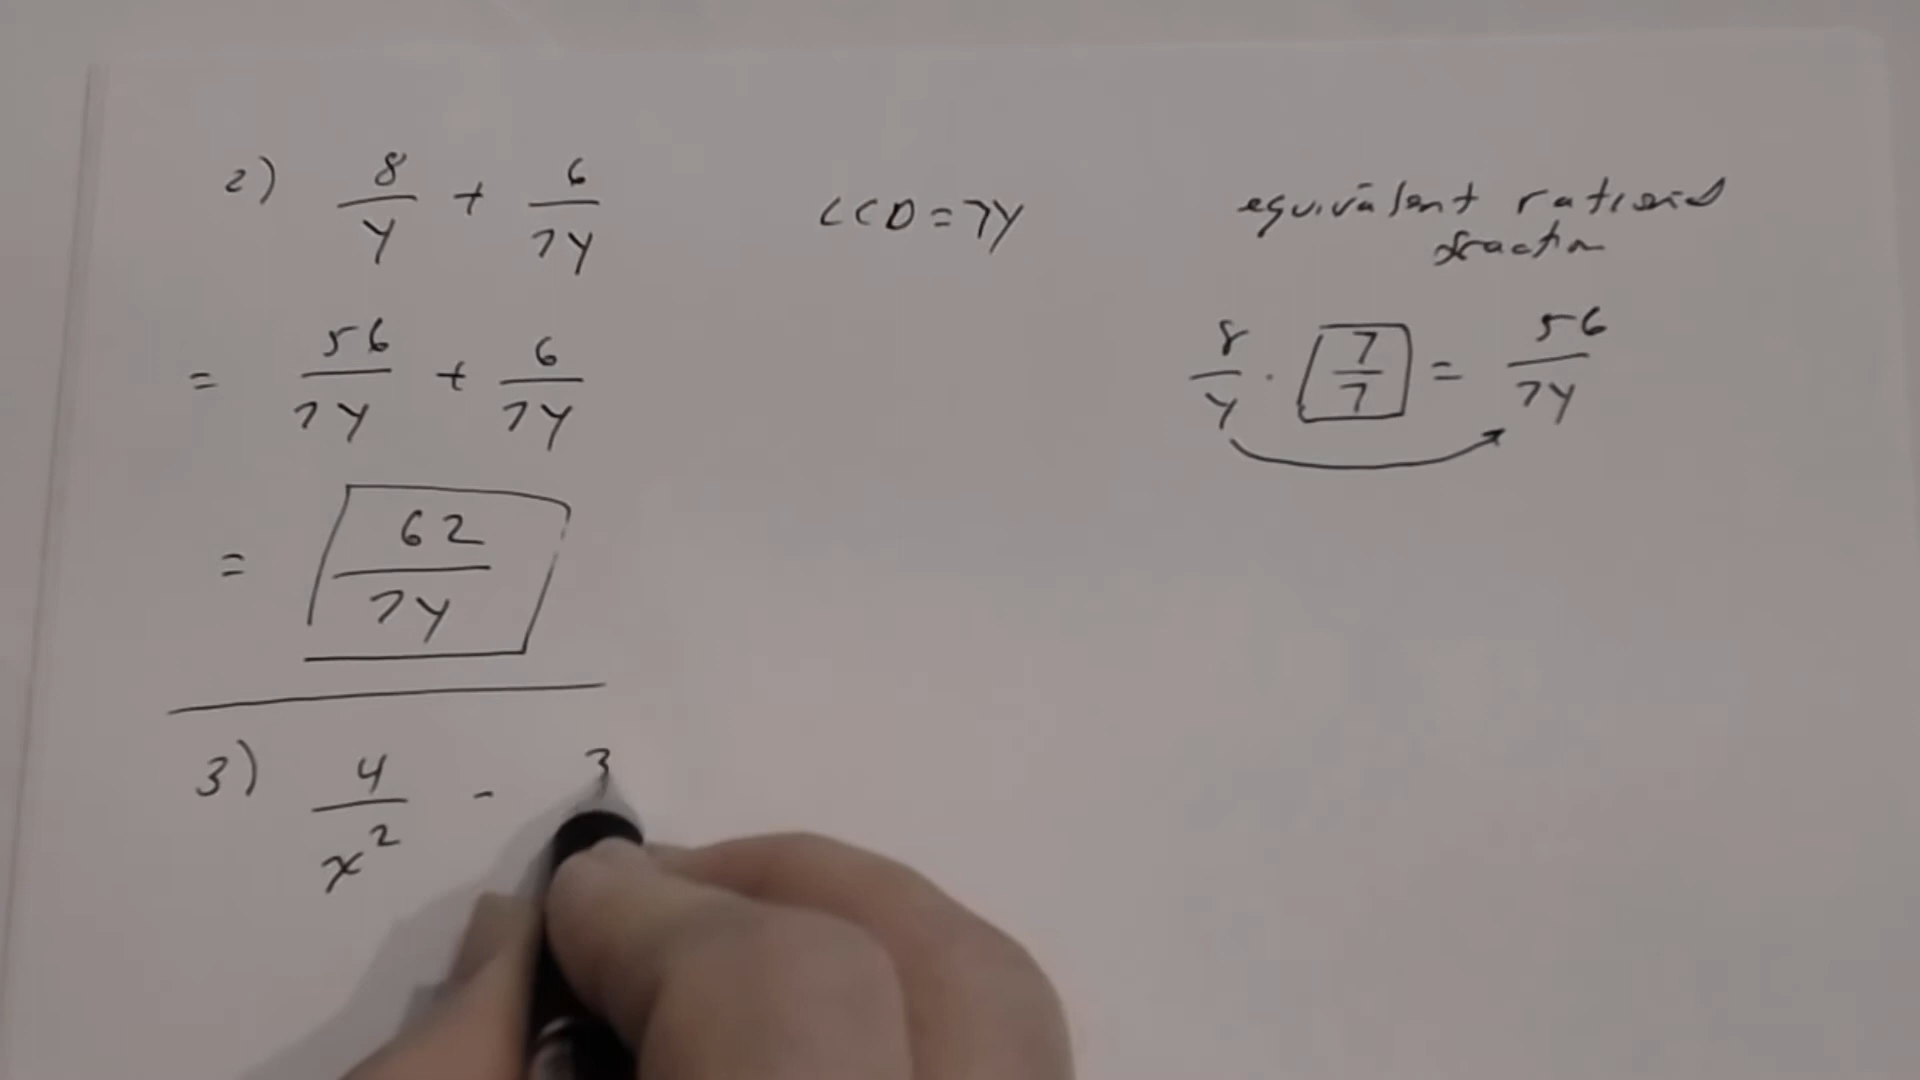 2) 8/y + 6/7y
LCD = 7y
= 56/7y + 6/7y
= 62/7y
equivalent
fraction
8/y · 7/7 = 56/7y
3) 4/x² - 3